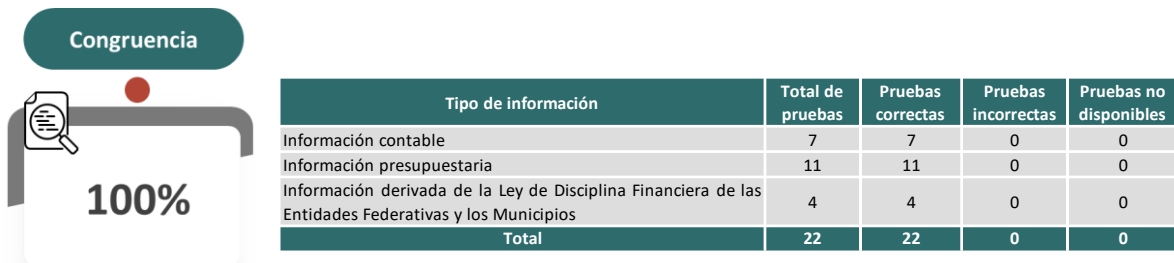 Congruencia
100%
Tipo de información Total de pruebas Pruebas correctas Pruebas incorrectas Pruebas no disponibles
Información contable 7 7 0 0
Información presupuestaria 11 11 0 0
Información derivada de la Ley de Disciplina Financiera de las
Entidades Federativas y los Municipios 4 4 0 0
Total 22 22 0 0